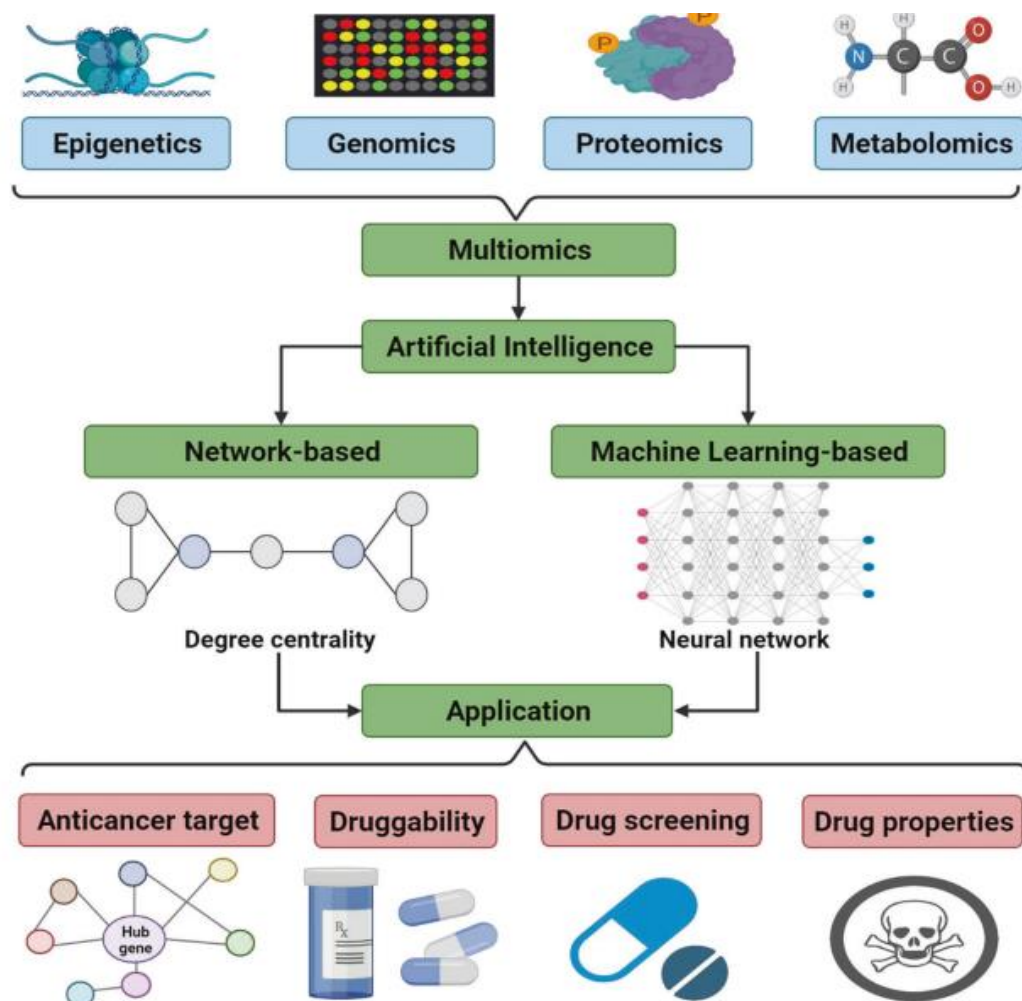 P
P
H
H
O
N
C
C
H
O
H
Epigenetics
Genomics
Proteomics
Metabolomics
Multiomics
Artificial Intelligence
Network-based
Machine Learning-based
Degree centrality
Neural network
Application
Anticancer target
Druggability
Drug screening
Drug properties
Hub
gene
Rx